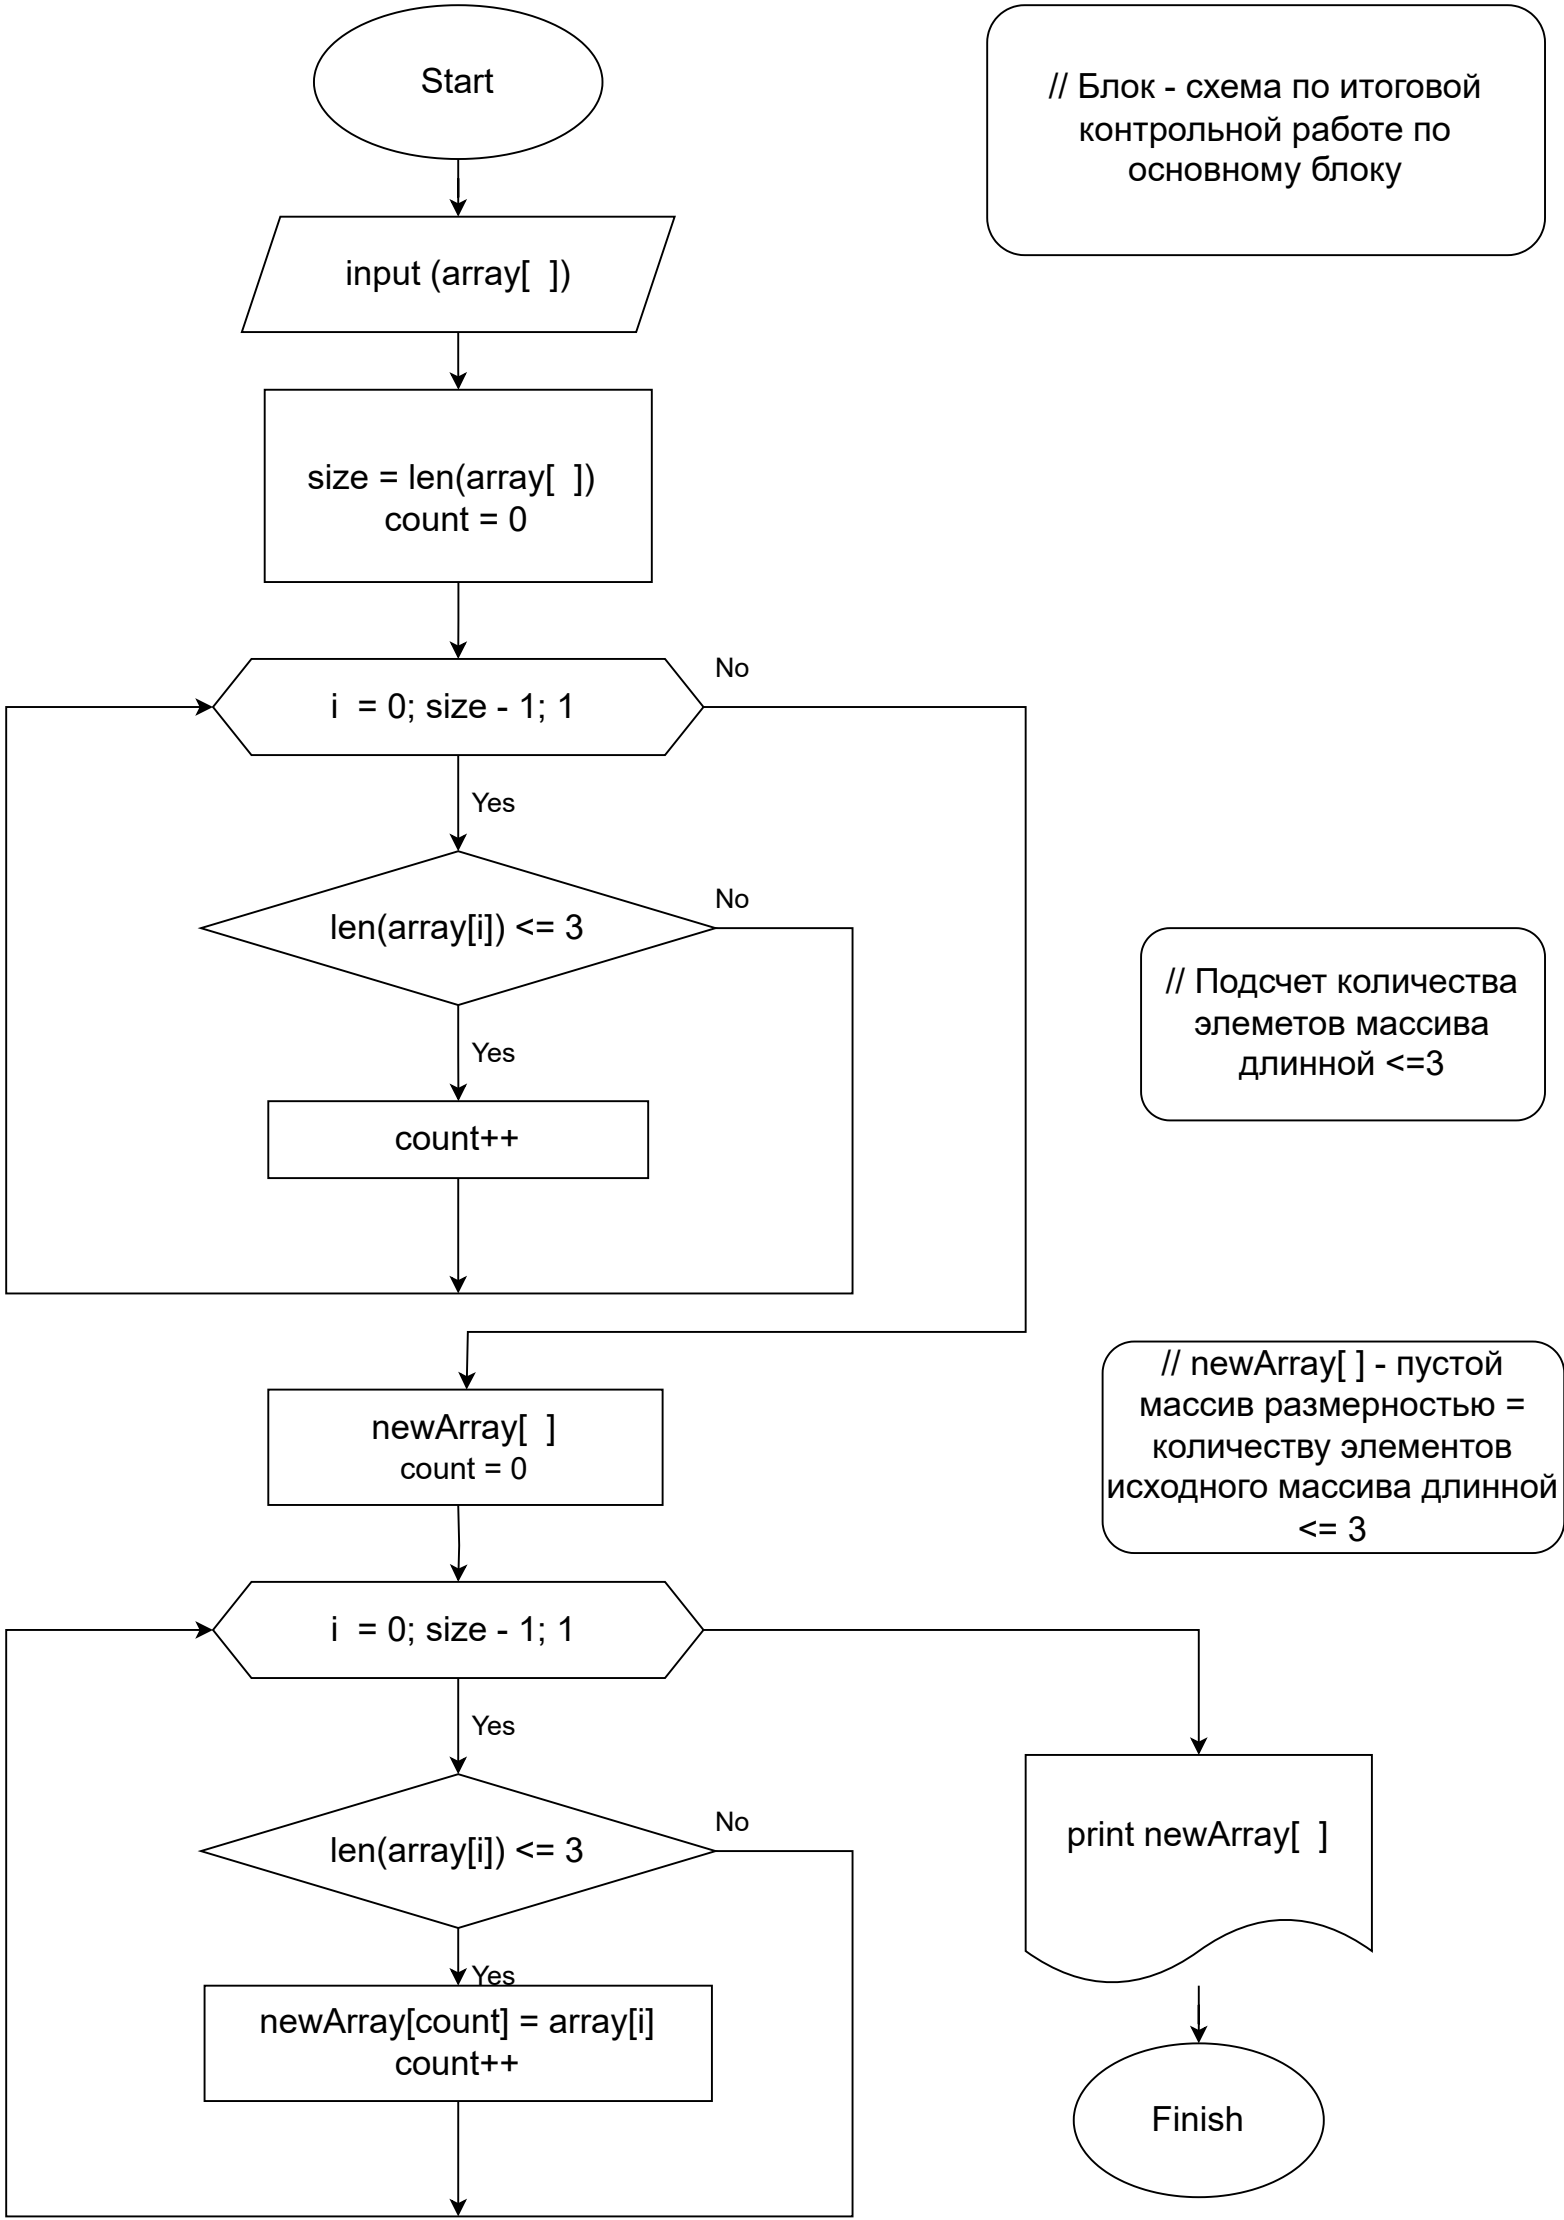 Start
// Блок - схема по итоговой
контрольной работе по
основному блоку
input (array[  ])
size = len(array[  ])
count = 0
No
i  = 0; size - 1; 1
Yes
No
len(array[i]) <= 3
Yes
count++
// Подсчет количества
элеметов массива
длинной <=3
newArray[  ]
count = 0
// newArray[ ] - пустой
массив размерностью =
количеству элементов
исходного массива длинной
<= 3
i  = 0; size - 1; 1
Yes
No
len(array[i]) <= 3
Yes
newArray[count] = array[i]
count++
print newArray[  ]
Finish